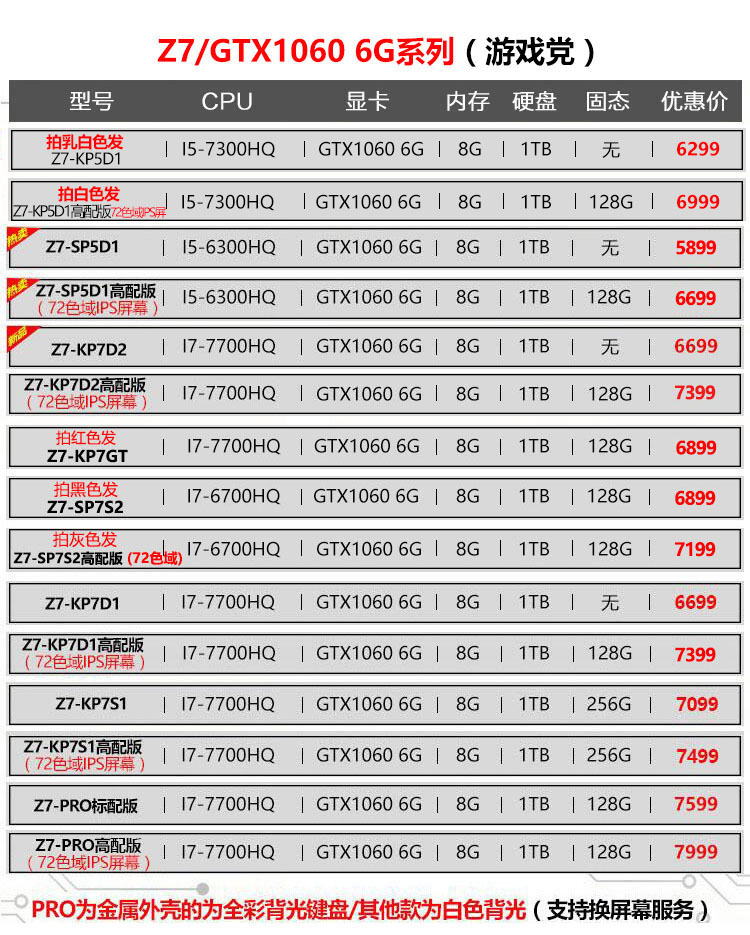 Z7/GTX1060 6G系列（游戏党）
型号 CPU 显卡 内存 硬盘 固态 优惠价
拍乳白色发
Z7-KP5D1 | I5-7300HQ | GTX1060 6G | 8G | 1TB | 无 | 6299
拍白色发
Z7-KP5D1高配版72色域IPS屏 | I5-7300HQ | GTX1060 6G | 8G | 1TB | 128G | 6999
热卖
Z7-SP5D1 | I5-6300HQ | GTX1060 6G | 8G | 1TB | 无 | 5899
热卖
Z7-SP5D1高配版
（72色域IPS屏幕） | I5-6300HQ | GTX1060 6G | 8G | 1TB | 128G | 6699
新品
Z7-KP7D2 | I7-7700HQ | GTX1060 6G | 8G | 1TB | 无 | 6699
Z7-KP7D2高配版
（72色域IPS屏幕） | I7-7700HQ | GTX1060 6G | 8G | 1TB | 128G | 7399
拍红色发
Z7-KP7GT | I7-7700HQ | GTX1060 6G | 8G | 1TB | 128G | 6899
拍黑色发
Z7-SP7S2 | I7-6700HQ | GTX1060 6G | 8G | 1TB | 128G | 6899
拍灰色发
Z7-SP7S2高配版 (72色域) | I7-6700HQ | GTX1060 6G | 8G | 1TB | 128G | 7199
Z7-KP7D1 | I7-7700HQ | GTX1060 6G | 8G | 1TB | 无 | 6699
Z7-KP7D1高配版
（72色域IPS屏幕） | I7-7700HQ | GTX1060 6G | 8G | 1TB | 128G | 7399
Z7-KP7S1 | I7-7700HQ | GTX1060 6G | 8G | 1TB | 256G | 7099
Z7-KP7S1高配版
（72色域IPS屏幕） | I7-7700HQ | GTX1060 6G | 8G | 1TB | 256G | 7499
Z7-PRO标配版 | I7-7700HQ | GTX1060 6G | 8G | 1TB | 128G | 7599
Z7-PRO高配版
（72色域IPS屏幕） | I7-7700HQ | GTX1060 6G | 8G | 1TB | 128G | 7999
PRO为金属外壳的为全彩背光键盘/其他款为白色背光（支持换屏幕服务）